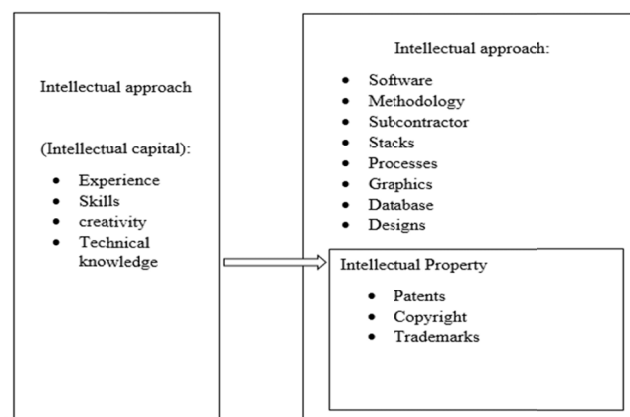 Intellectual approach
(Intellectual capital):
• Experience
• Skills
• creativity
• Technical
knowledge
Intellectual approach:
• Software
• Methodology
• Subcontractor
• Stacks
• Processes
• Graphics
• Database
• Designs
Intellectual Property
• Patents
• Copyright
• Trademarks